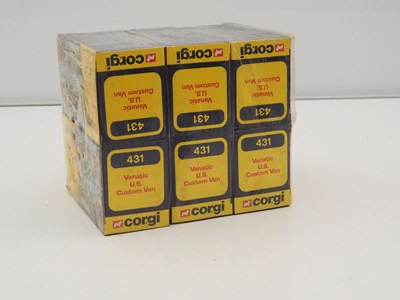 corgi
Vanatic
U.S.
Custom Van
431
corgi
Vanatic
U.S.
Custom Van
431
corgi
Vanatic
U.S.
Custom Van
431
431
Vanatic
U.S.
Custom Van
corgi
431
Vanatic
U.S.
Custom Van
corgi
431
Vanatic
U.S.
Custom Van
corgi